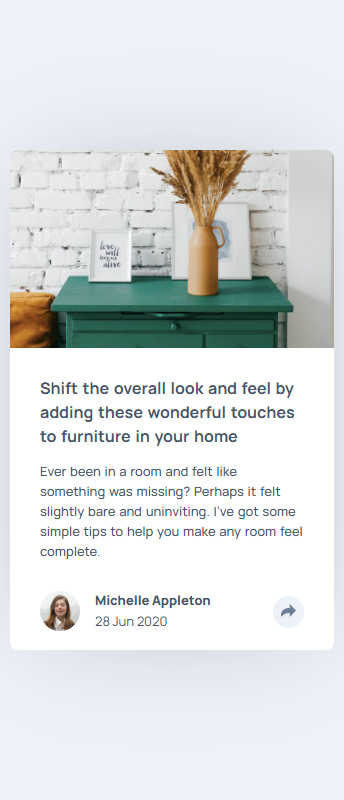 love
will
keep us
alive
Shift the overall look and feel by
adding these wonderful touches
to furniture in your home
Ever been in a room and felt like
something was missing? Perhaps it felt
slightly bare and uninviting. I've got some
simple tips to help you make any room feel
complete.
Michelle Appleton
28 Jun 2020